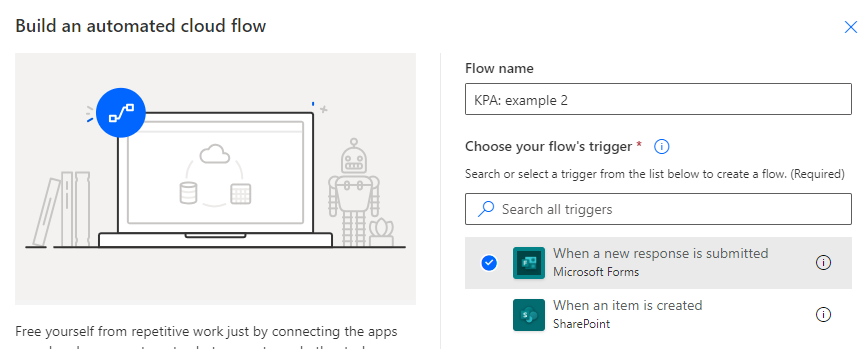 Build an automated cloud flow
Flow name
KPA: example 2
Choose your flow's trigger *
Search or select a trigger from the list below to create a flow. (Required)
Search all triggers
When a new response is submitted
Microsoft Forms
When an item is created
SharePoint
Free yourself from repetitive work just by connecting the apps